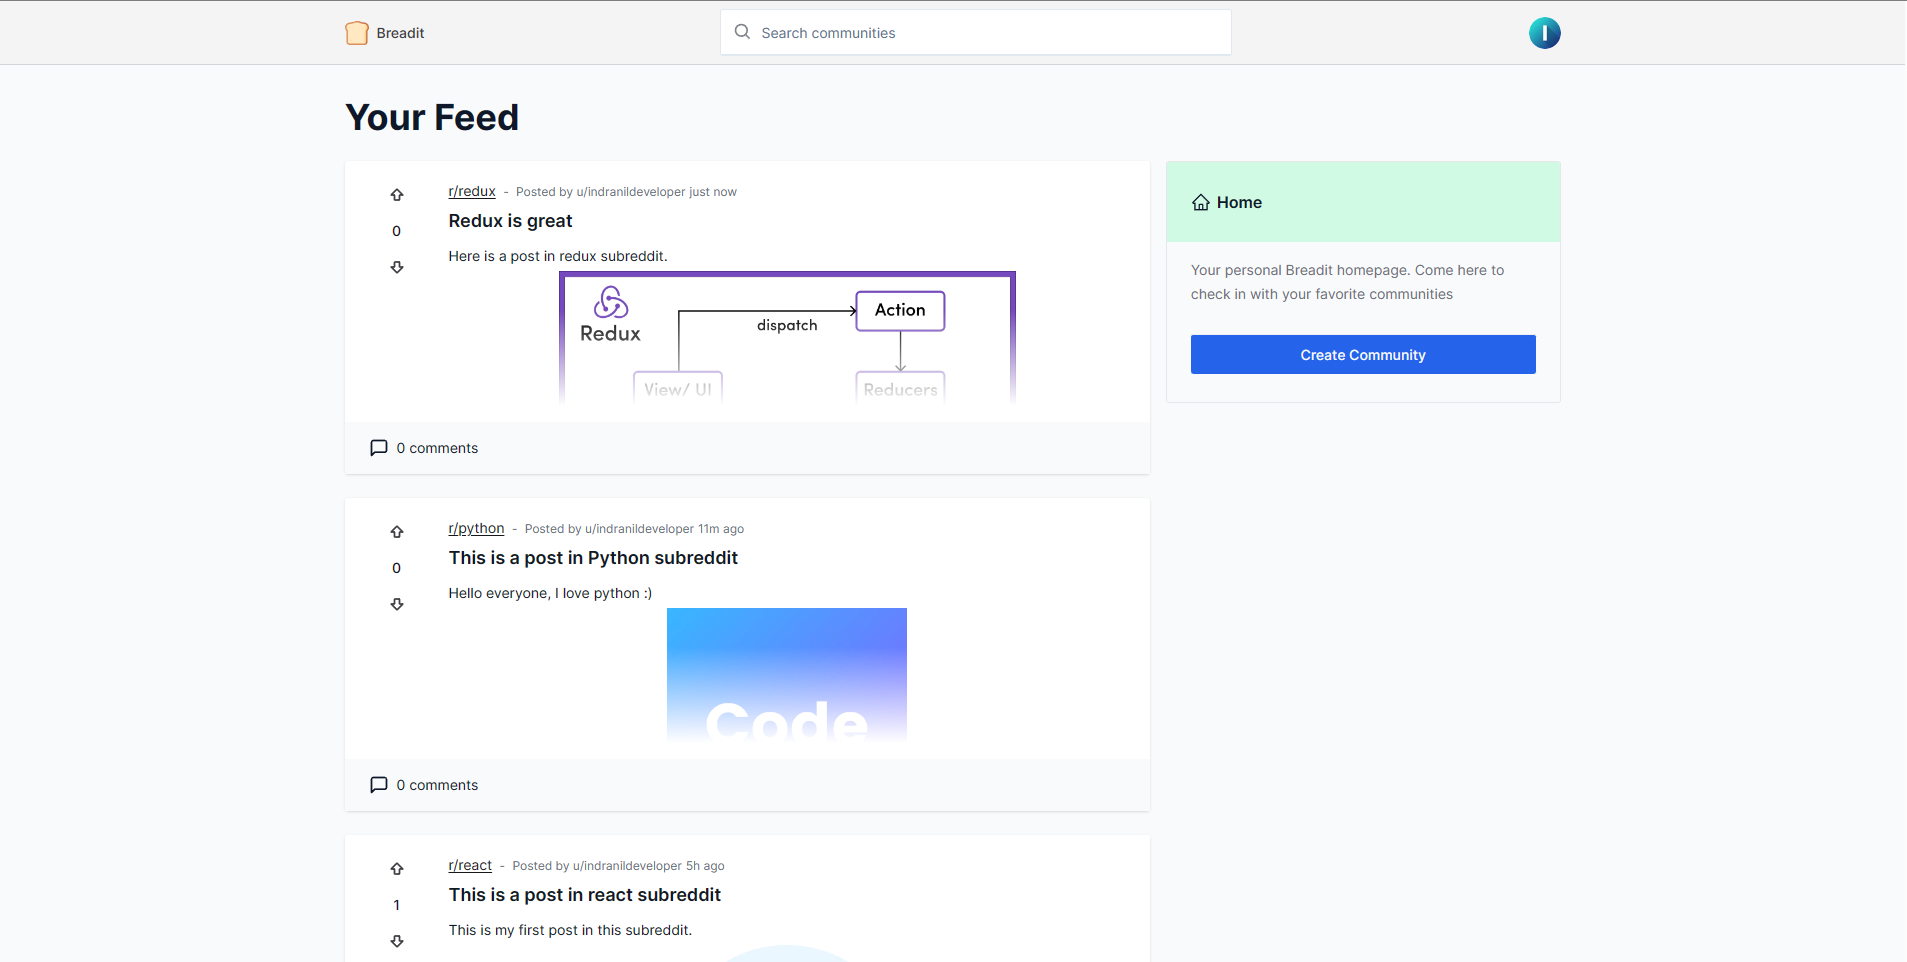 Breadit
Search communities
I
Your Feed
r/redux - Posted by u/indranildeveloper just now
Redux is great
0
Here is a post in redux subreddit.
Redux
dispatch
Action
View/ UI
Reducers
0 comments
Home
Your personal Breadit homepage. Come here to
check in with your favorite communities
Create Community
r/python - Posted by u/indranildeveloper 11m ago
This is a post in Python subreddit
0
Hello everyone, I love python :)
Code
0 comments
r/react - Posted by u/indranildeveloper 5h ago
This is a post in react subreddit
1
This is my first post in this subreddit.